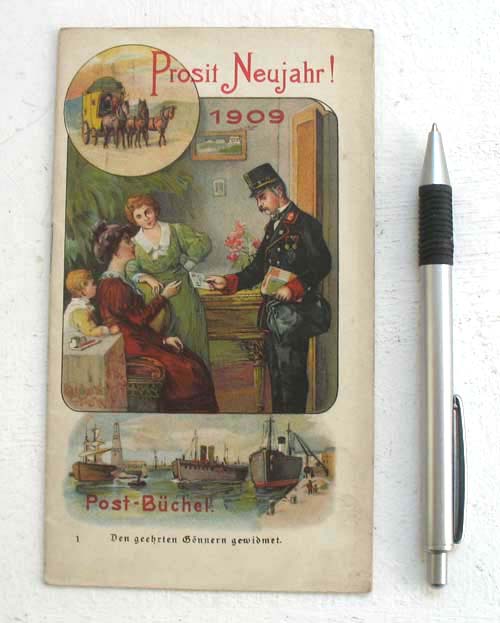 Prosit Neujahr!
1909
Post-Büchel.
1 Den geehrten Gönnern gewidmet.